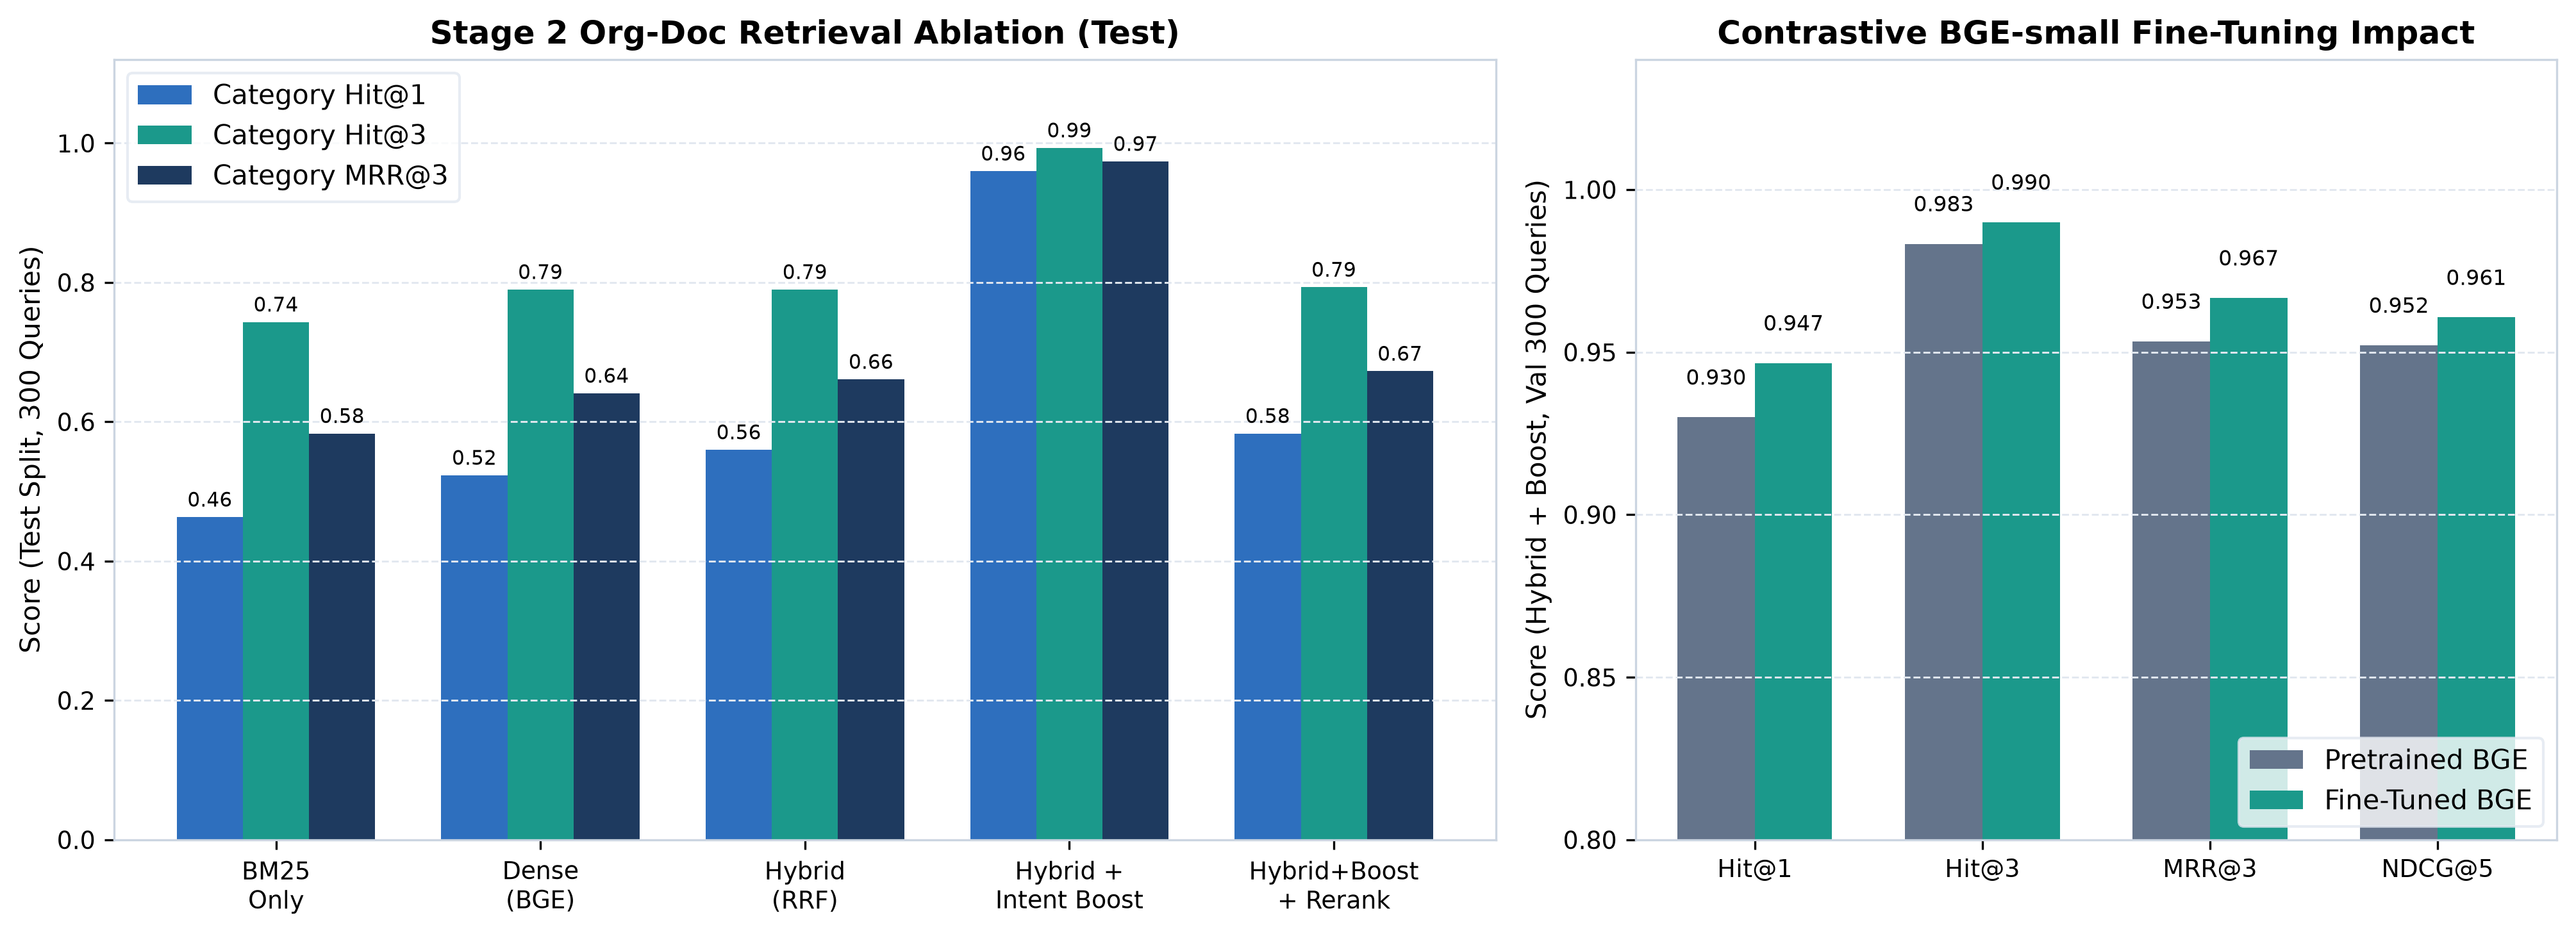 Stage 2 Org-Doc Retrieval Ablation (Test)
Score (Test Split, 300 Queries)
Category Hit@1
Category Hit@3
Category MRR@3
1.0
0.8
0.6
0.4
0.2
0.0
0.46
0.74
0.58
0.52
0.79
0.64
0.56
0.79
0.66
0.96
0.99
0.97
0.58
0.79
0.67
BM25
Only
Dense
(BGE)
Hybrid
(RRF)
Hybrid +
Intent Boost
Hybrid+Boost
+ Rerank
Contrastive BGE-small Fine-Tuning Impact
Score (Hybrid + Boost, Val 300 Queries)
1.00
0.95
0.90
0.85
0.80
0.930
0.947
0.983
0.990
0.953
0.967
0.952
0.961
Pretrained BGE
Fine-Tuned BGE
Hit@1
Hit@3
MRR@3
NDCG@5